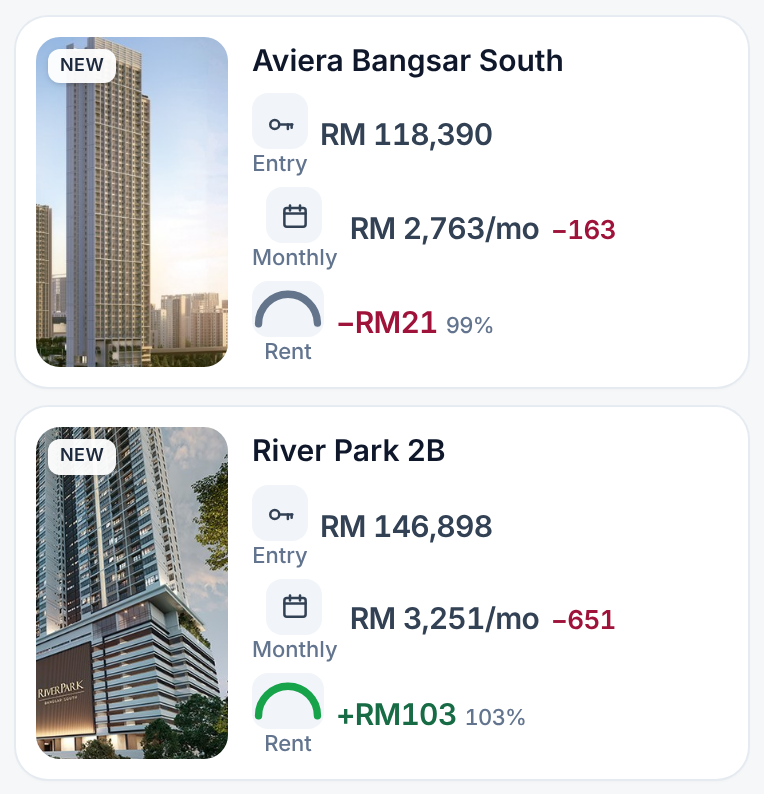 NEW
Aviera Bangsar South
RM 118,390
Entry
RM 2,763/mo −163
Monthly
−RM21 99%
Rent
NEW
River Park 2B
RM 146,898
Entry
RM 3,251/mo −651
Monthly
+RM103 103%
Rent
RIVERPARK
BANGSAR SOUTH